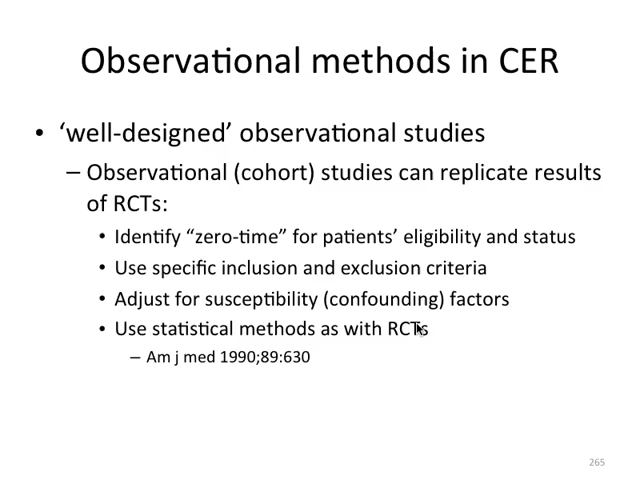 Observational methods in CER
• ‘well-designed’ observational studies
– Observational (cohort) studies can replicate results
of RCTs:
• Identify “zero-time” for patients’ eligibility and status
• Use specific inclusion and exclusion criteria
• Adjust for susceptibility (confounding) factors
• Use statistical methods as with RCTs
– Am j med 1990;89:630
265